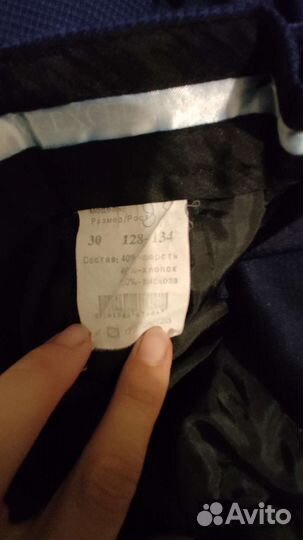 Размер/Рост
30 128-134
Состав: 40%-шерсть
40%-хлопок
20%-вискоза
Avito